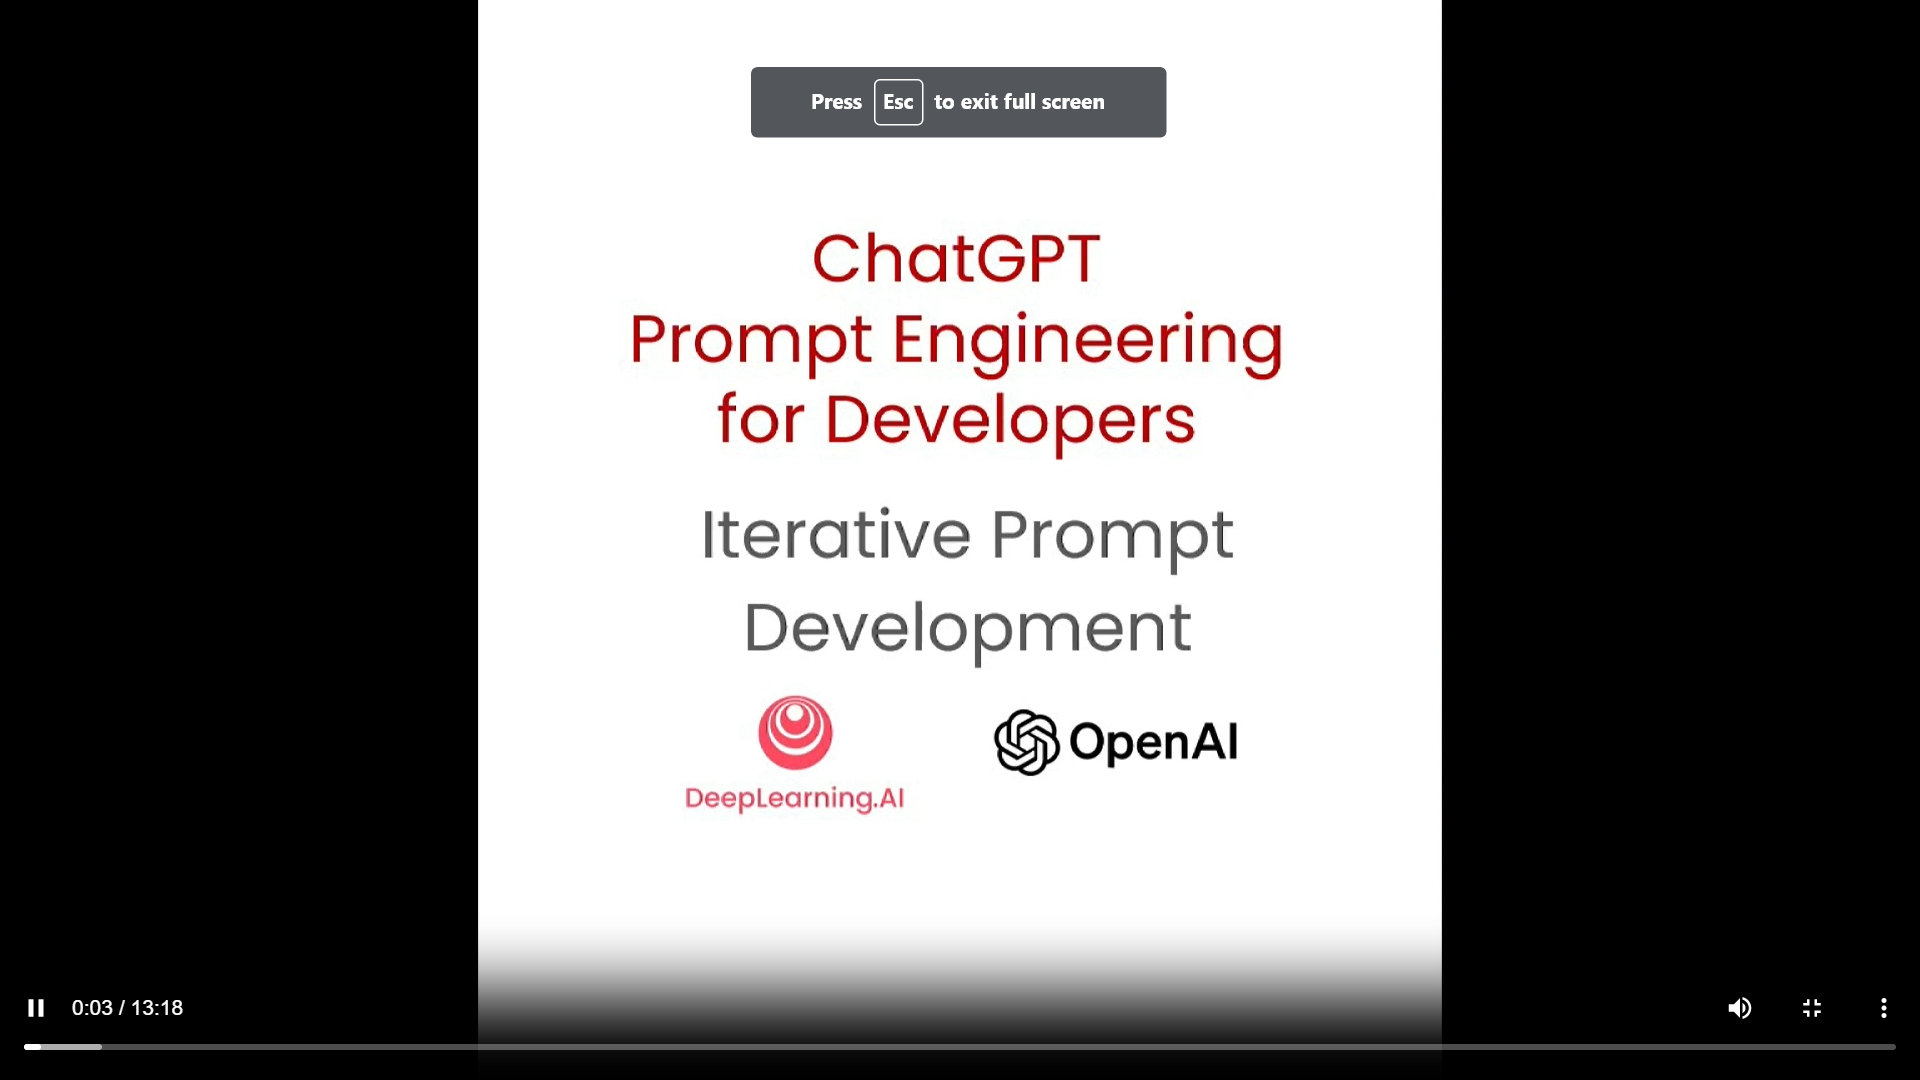 Press Esc to exit full screen
ChatGPT
Prompt Engineering
for Developers
Iterative Prompt
Development
DeepLearning.AI
OpenAI
0:03 / 13:18